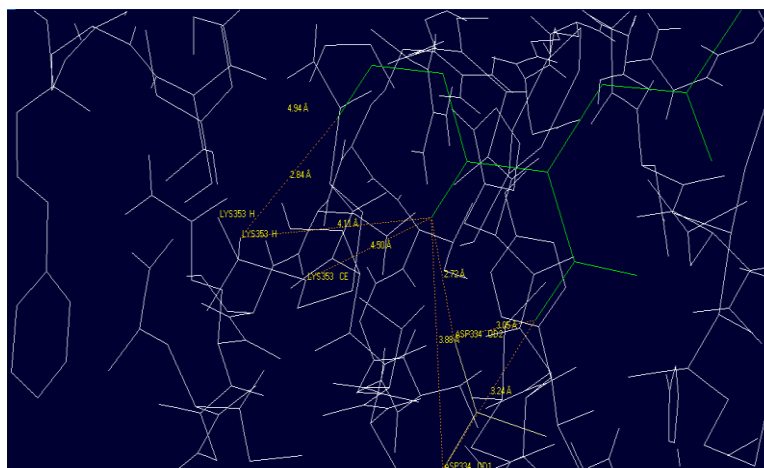 4.94 Å
2.84 Å
LYS353 H
4.11 Å
LYS353 H
4.50 Å
LYS353 CE
2.72 Å
3.05 Å
ASP334 OD2
3.88 Å
3.24 Å
ASP334 OD1